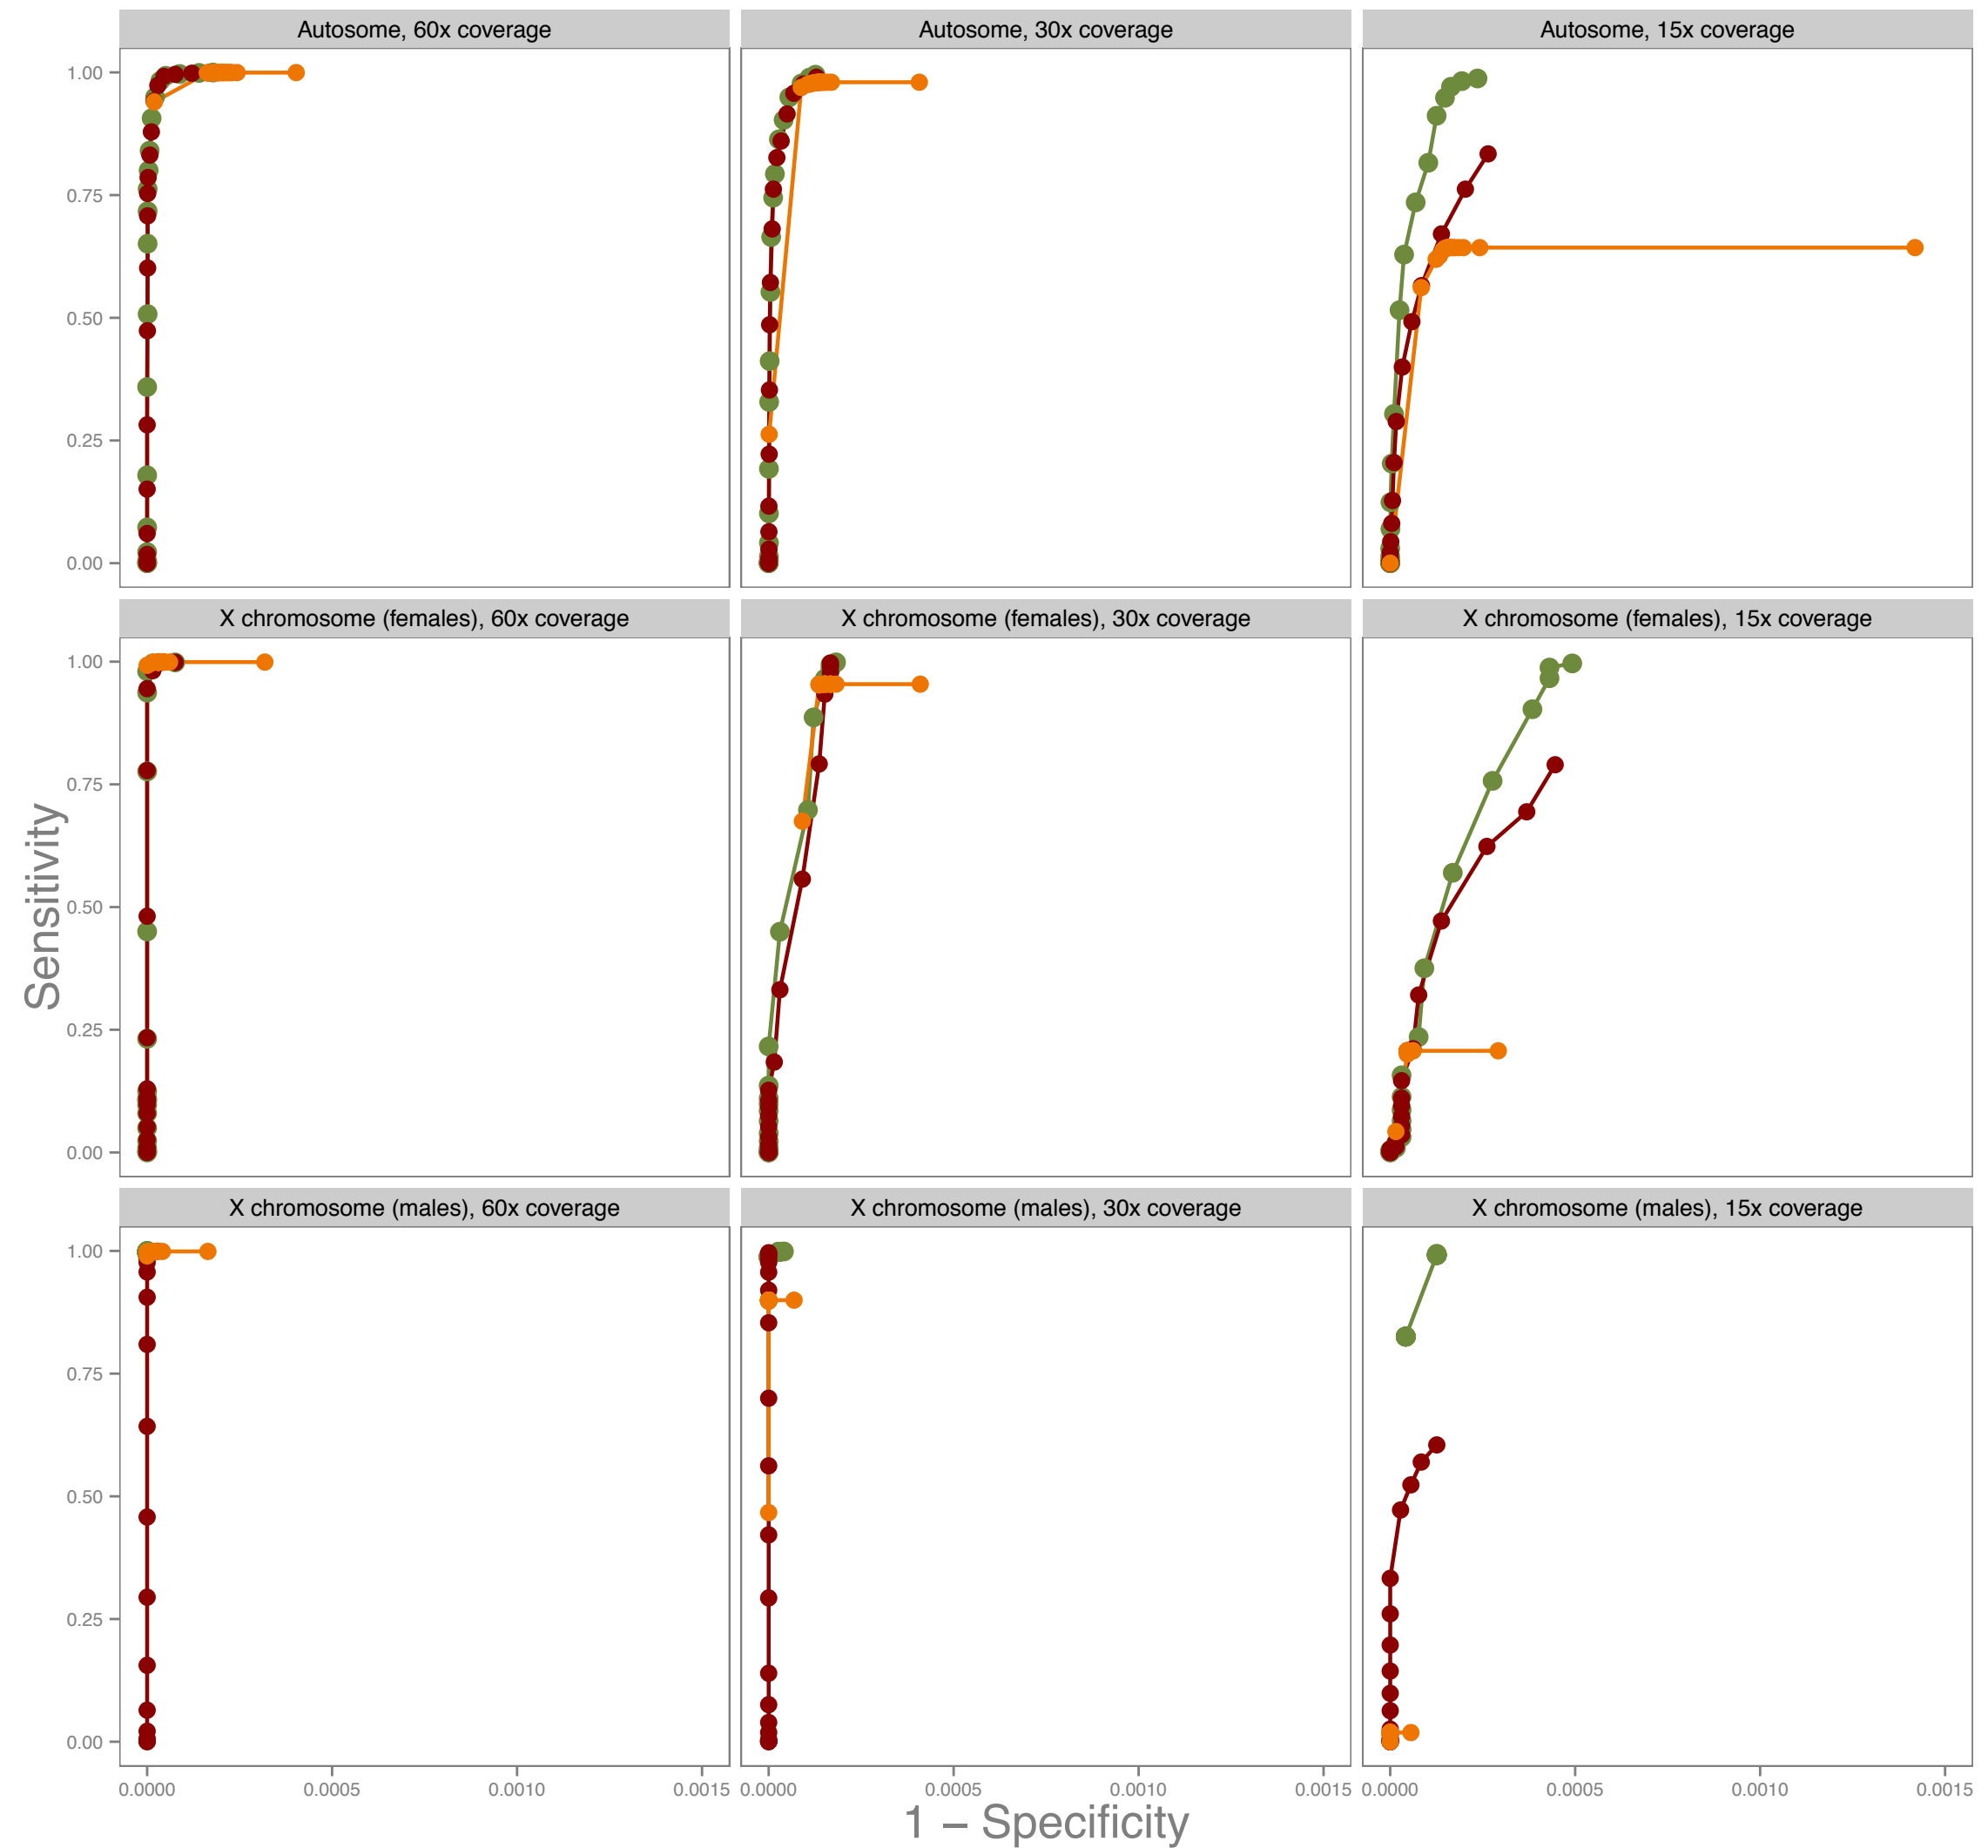 Autosome, 60x coverage
Autosome, 30x coverage
Autosome, 15x coverage
1.00
0.75
0.50
0.25
0.00
X chromosome (females), 60x coverage
X chromosome (females), 30x coverage
X chromosome (females), 15x coverage
1.00
0.75
0.50
0.25
0.00
Sensitivity
X chromosome (males), 60x coverage
X chromosome (males), 30x coverage
X chromosome (males), 15x coverage
1.00
0.75
0.50
0.25
0.00
0.0000 0.0005 0.0010 0.0015
0.0000 0.0005 0.0010 0.0015
0.0000 0.0005 0.0010 0.0015
1 − Specificity